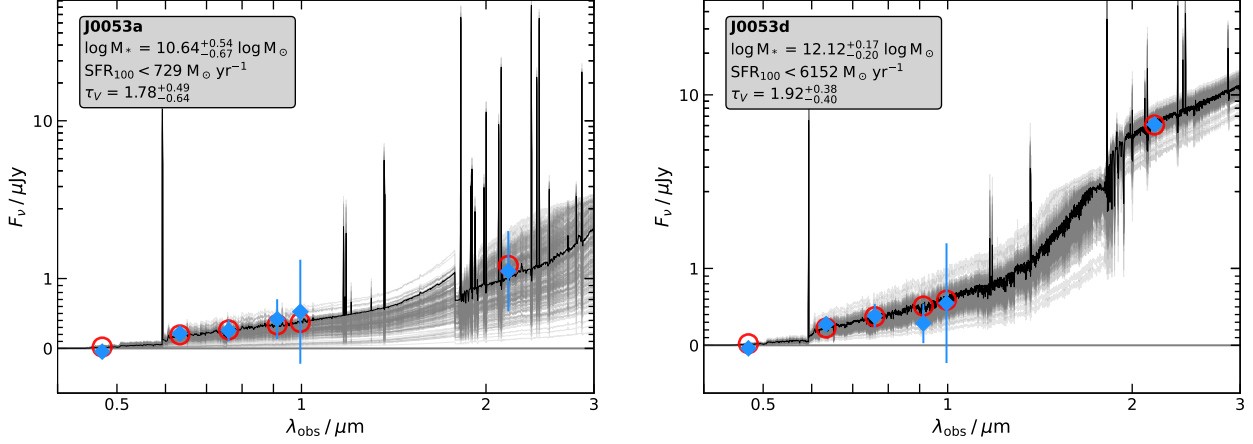 J0053a
log M* = 10.64 +0.54 −0.67 log M⊙
SFR100 < 729 M⊙ yr−1
τV = 1.78 +0.49 −0.64
10
1
0
Fν / μJy
0.5 1 2 3
λobs / μm
J0053d
log M* = 12.12 +0.17 −0.20 log M⊙
SFR100 < 6152 M⊙ yr−1
τV = 1.92 +0.38 −0.40
10
1
0
Fν / μJy
0.5 1 2 3
λobs / μm